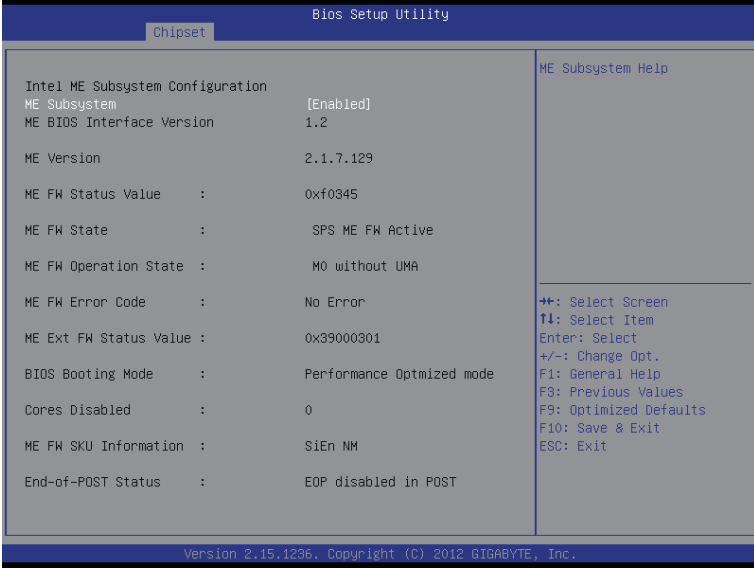 Bios Setup Utility
Chipset
Intel ME Subsystem Configuration
ME Subsystem [Enabled]
ME BIOS Interface Version 1.2
ME Version 2.1.7.129
ME FW Status Value : 0xf0345
ME FW State : SPS ME FW Active
ME FW Operation State : M0 without UMA
ME FW Error Code : No Error
ME Ext FW Status Value : 0x39000301
BIOS Booting Mode : Performance Optmized mode
Cores Disabled : 0
ME FW SKU Information : SiEn NM
End-of-POST Status : EOP disabled in POST
ME Subsystem Help
→←: Select Screen
↑↓: Select Item
Enter: Select
+/-: Change Opt.
F1: General Help
F3: Previous Values
F9: Optimized Defaults
F10: Save & Exit
ESC: Exit
Version 2.15.1236. Copyright (C) 2012 GIGABYTE, Inc.